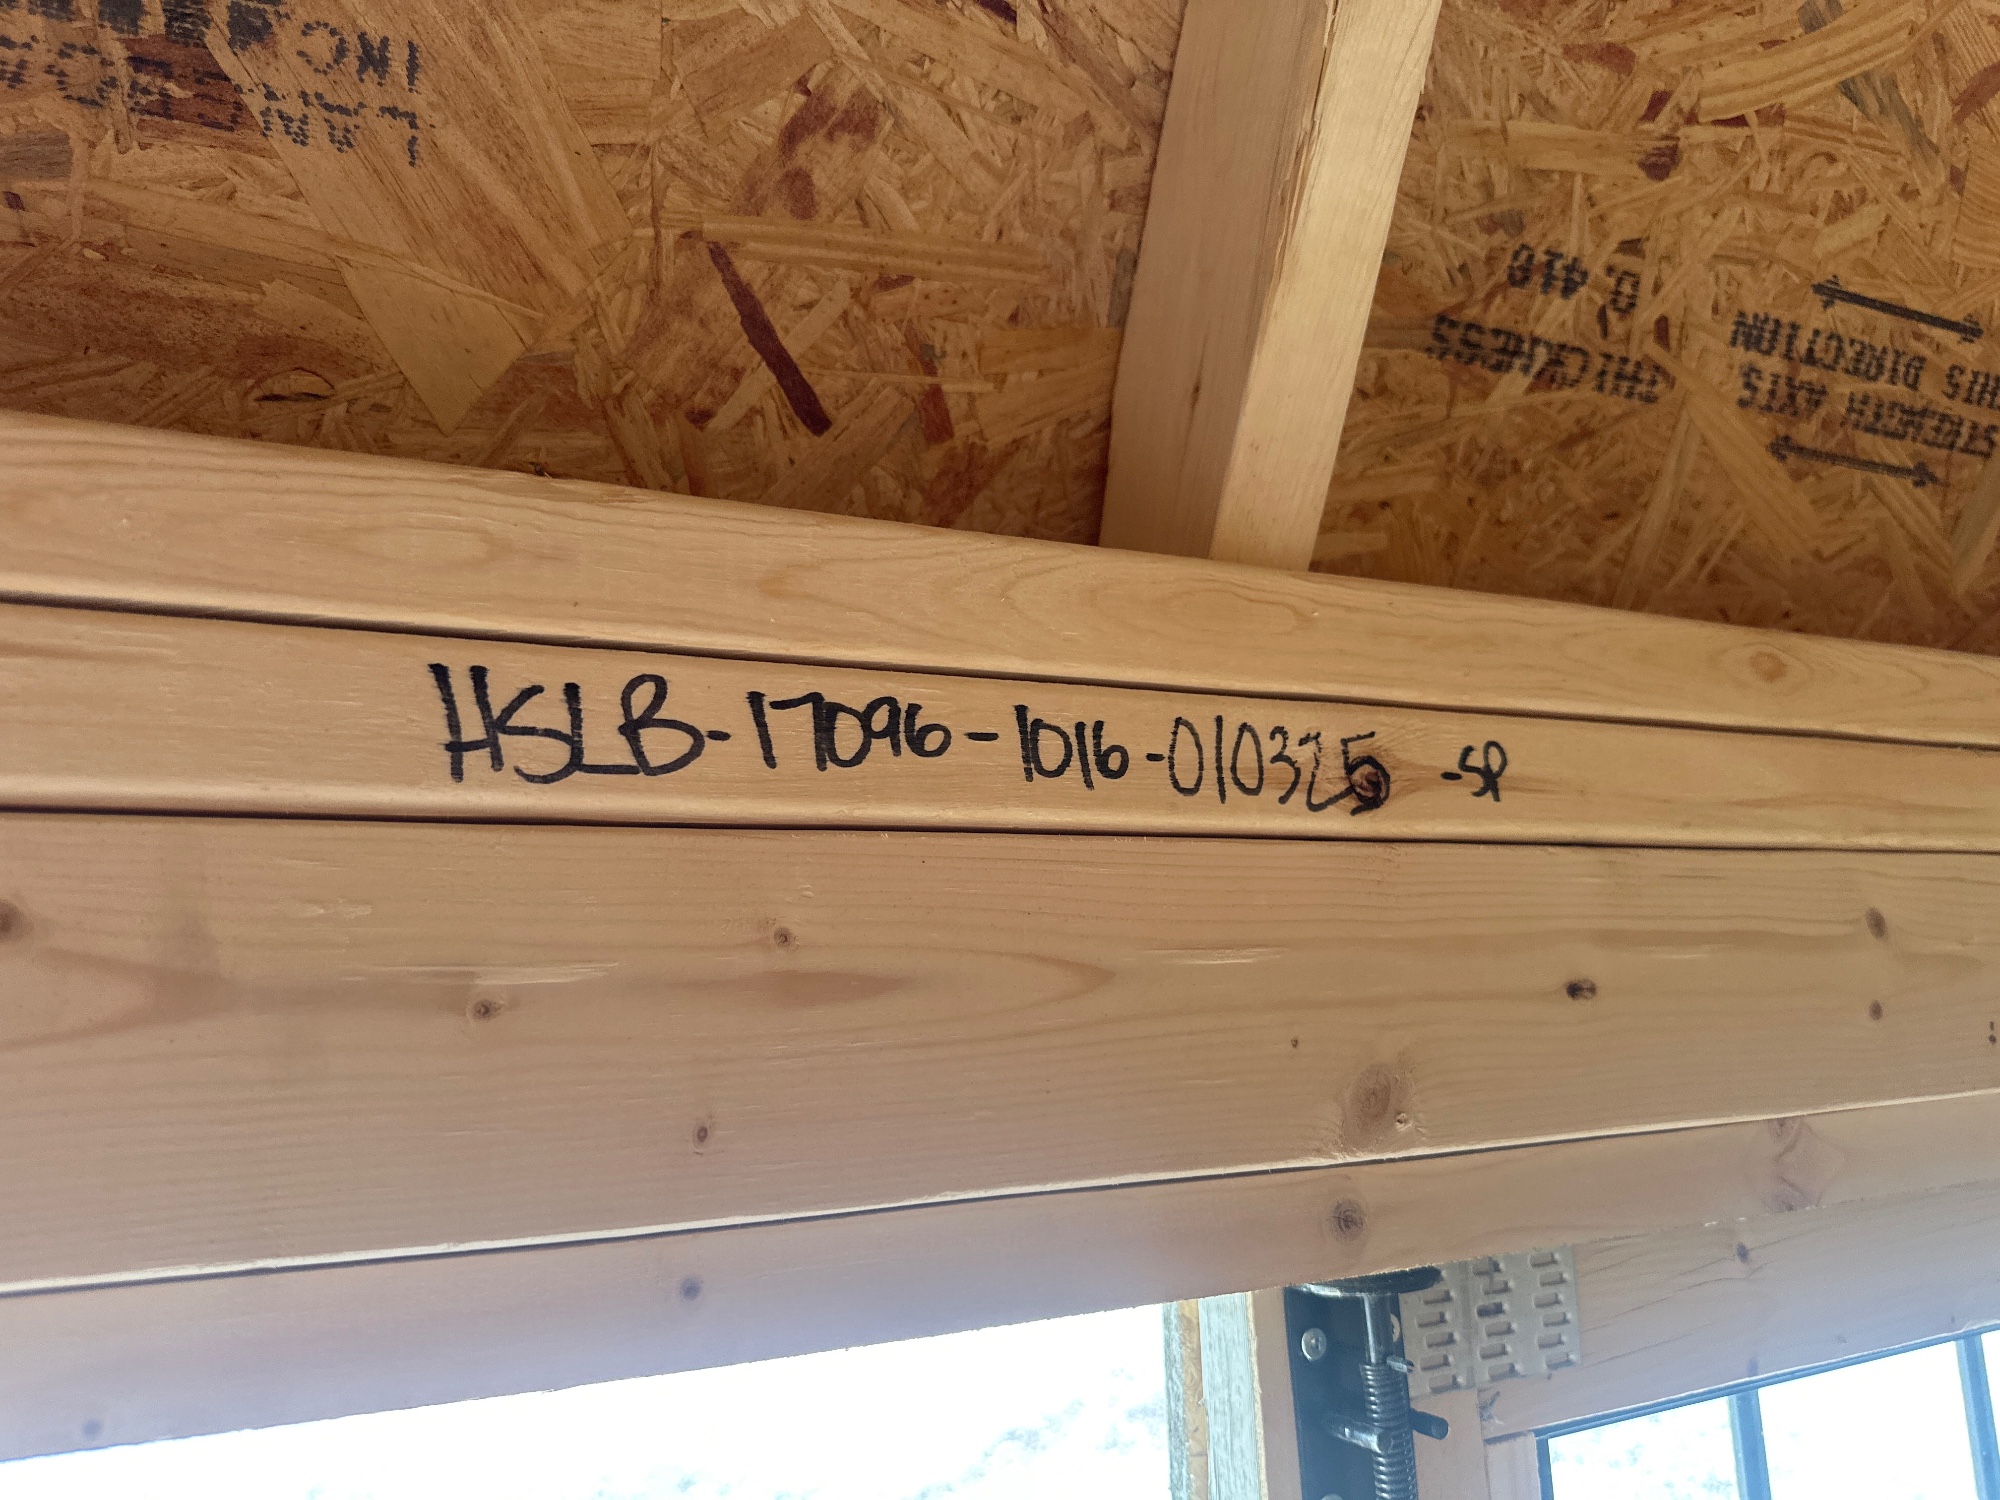 HSLB-17096-1016-010325 -SP
THICKNESS
0.418
STRENGTH AXIS
THIS DIRECTION